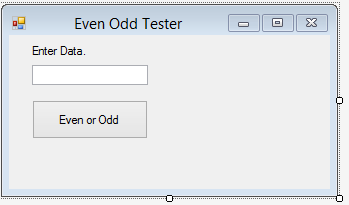 Even Odd Tester
Enter Data.
Even or Odd